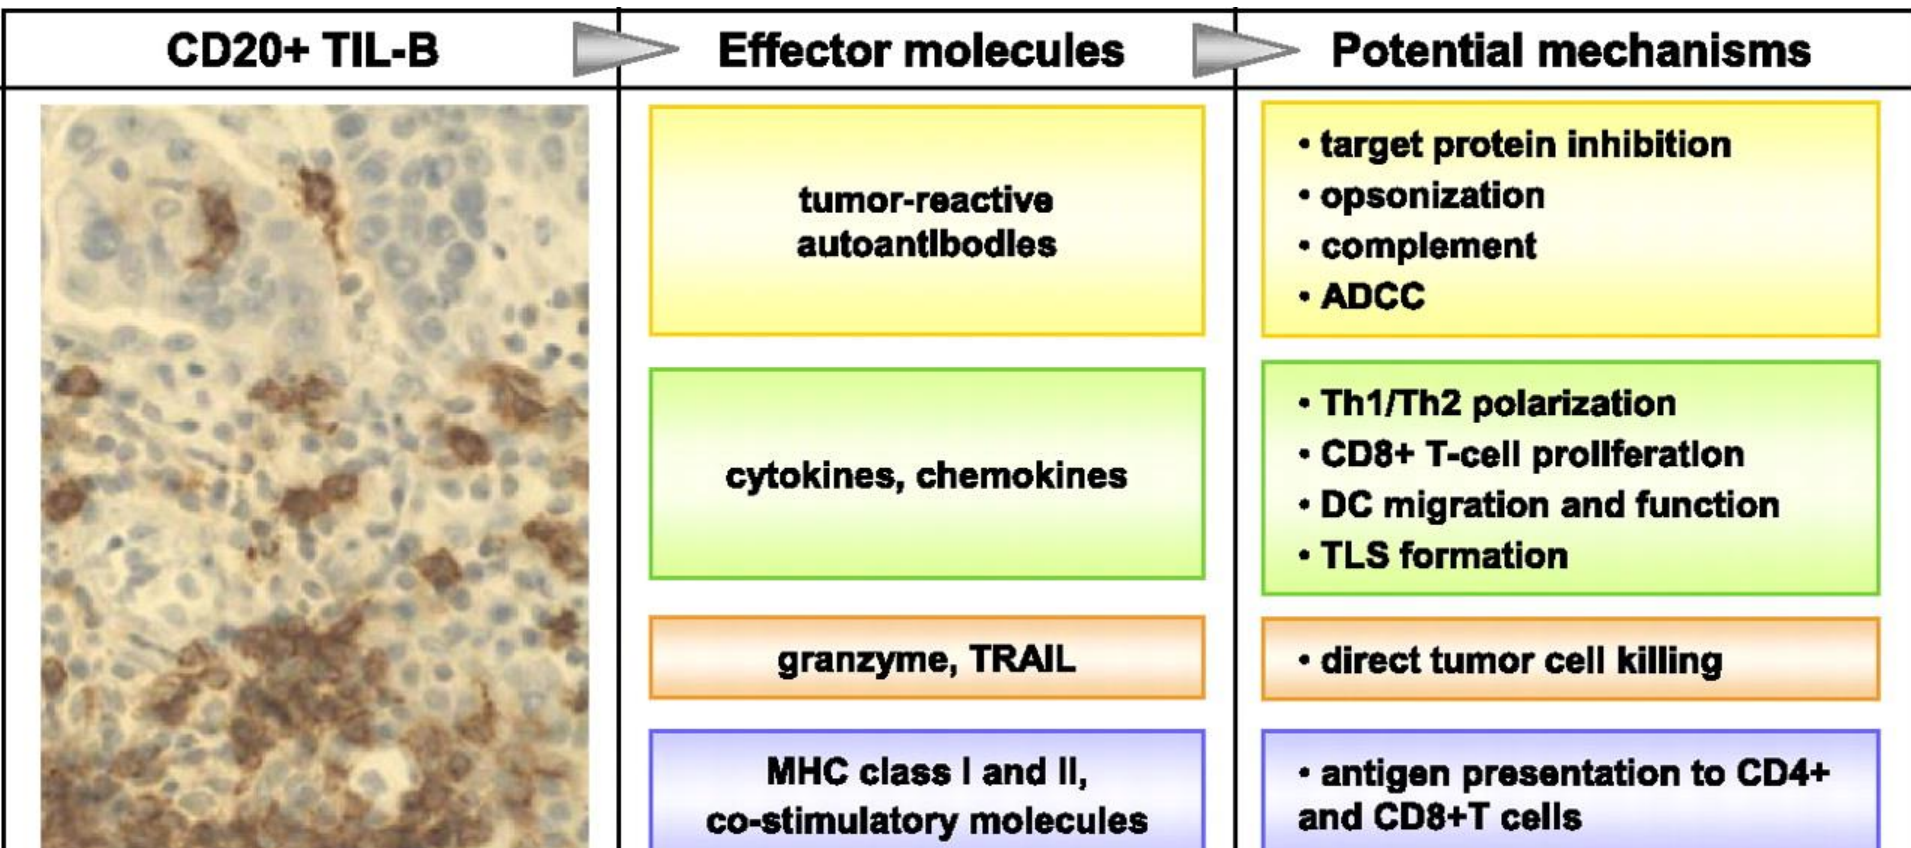 CD20+ TIL-B
Effector molecules
Potential mechanisms
tumor-reactive
autoantibodies
• target protein inhibition
• opsonization
• complement
• ADCC
cytokines, chemokines
• Th1/Th2 polarization
• CD8+ T-cell proliferation
• DC migration and function
• TLS formation
granzyme, TRAIL
• direct tumor cell killing
MHC class I and II,
co-stimulatory molecules
• antigen presentation to CD4+
and CD8+T cells